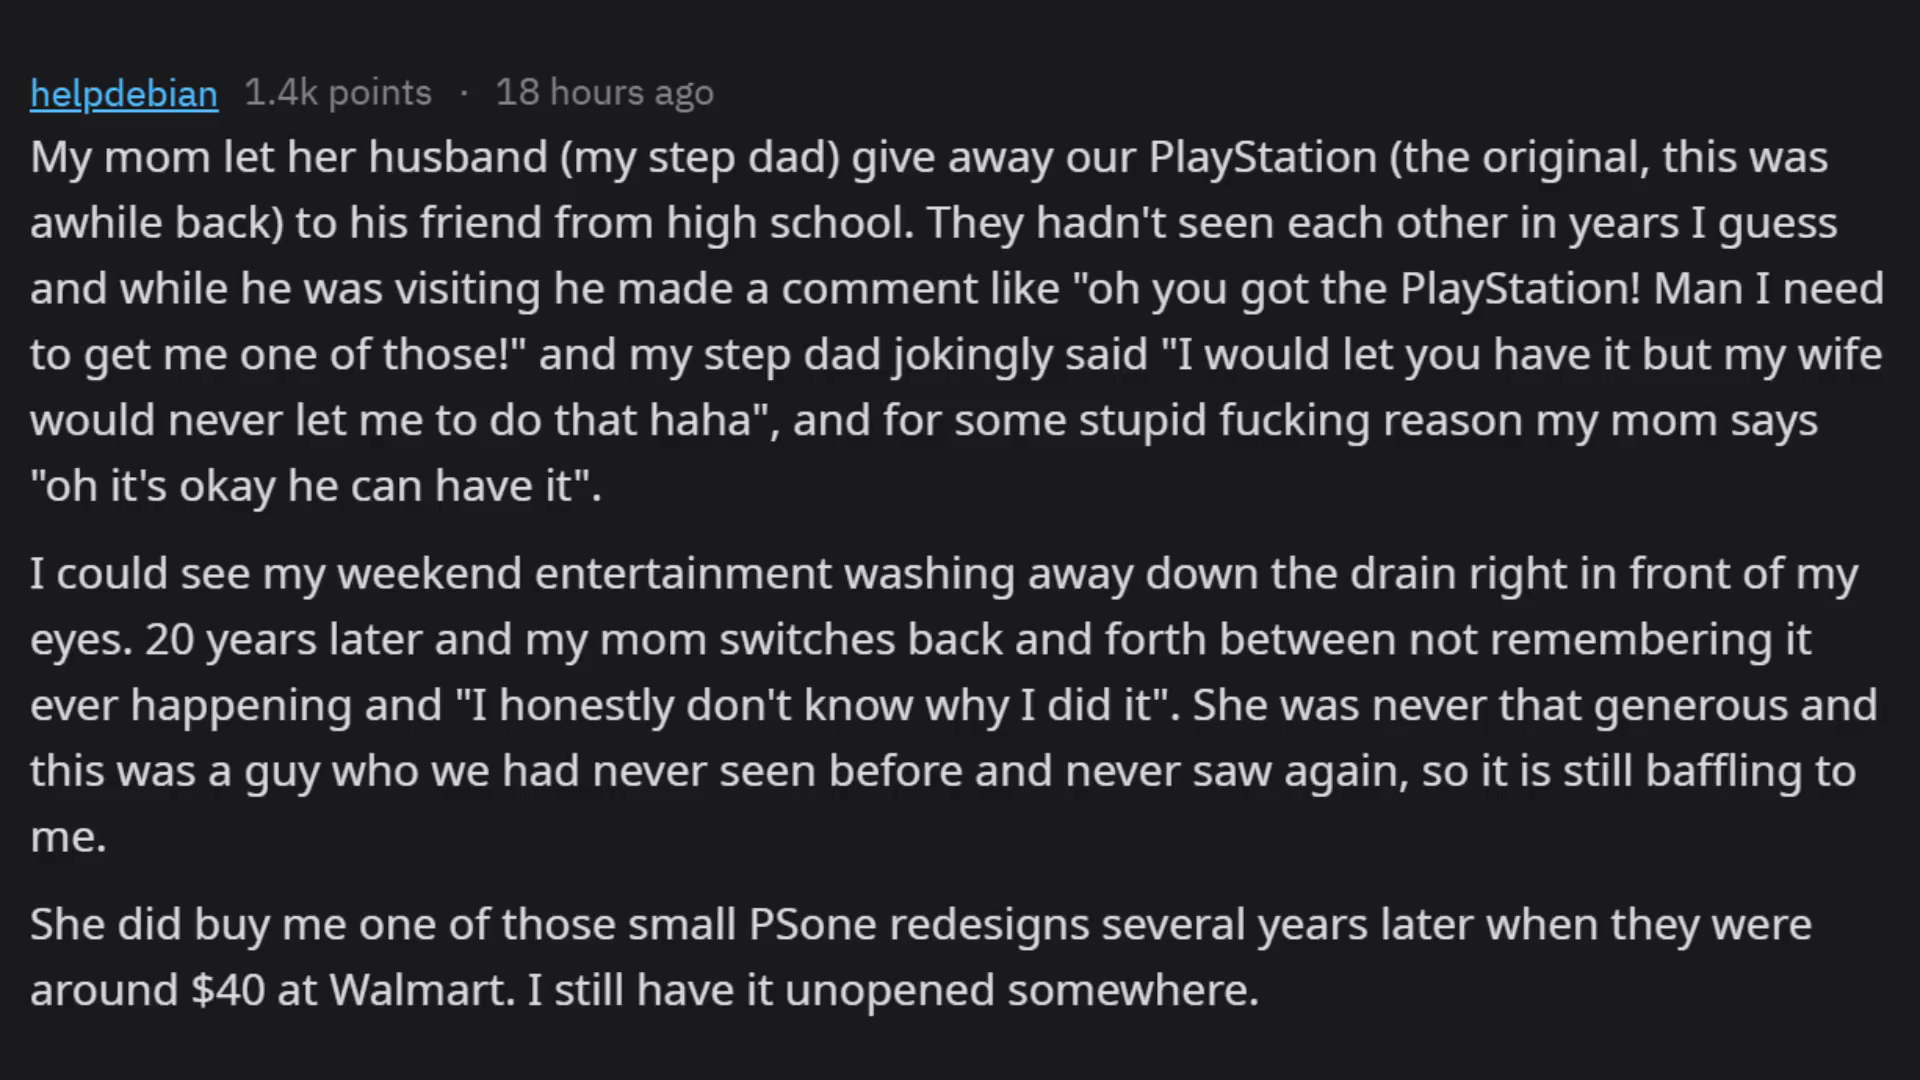 helpdebian 1.4k points · 18 hours ago
My mom let her husband (my step dad) give away our PlayStation (the original, this was
awhile back) to his friend from high school. They hadn't seen each other in years I guess
and while he was visiting he made a comment like "oh you got the PlayStation! Man I need
to get me one of those!" and my step dad jokingly said "I would let you have it but my wife
would never let me to do that haha", and for some stupid fucking reason my mom says
"oh it's okay he can have it".
I could see my weekend entertainment washing away down the drain right in front of my
eyes. 20 years later and my mom switches back and forth between not remembering it
ever happening and "I honestly don't know why I did it". She was never that generous and
this was a guy who we had never seen before and never saw again, so it is still baffling to
me.
She did buy me one of those small PSone redesigns several years later when they were
around $40 at Walmart. I still have it unopened somewhere.